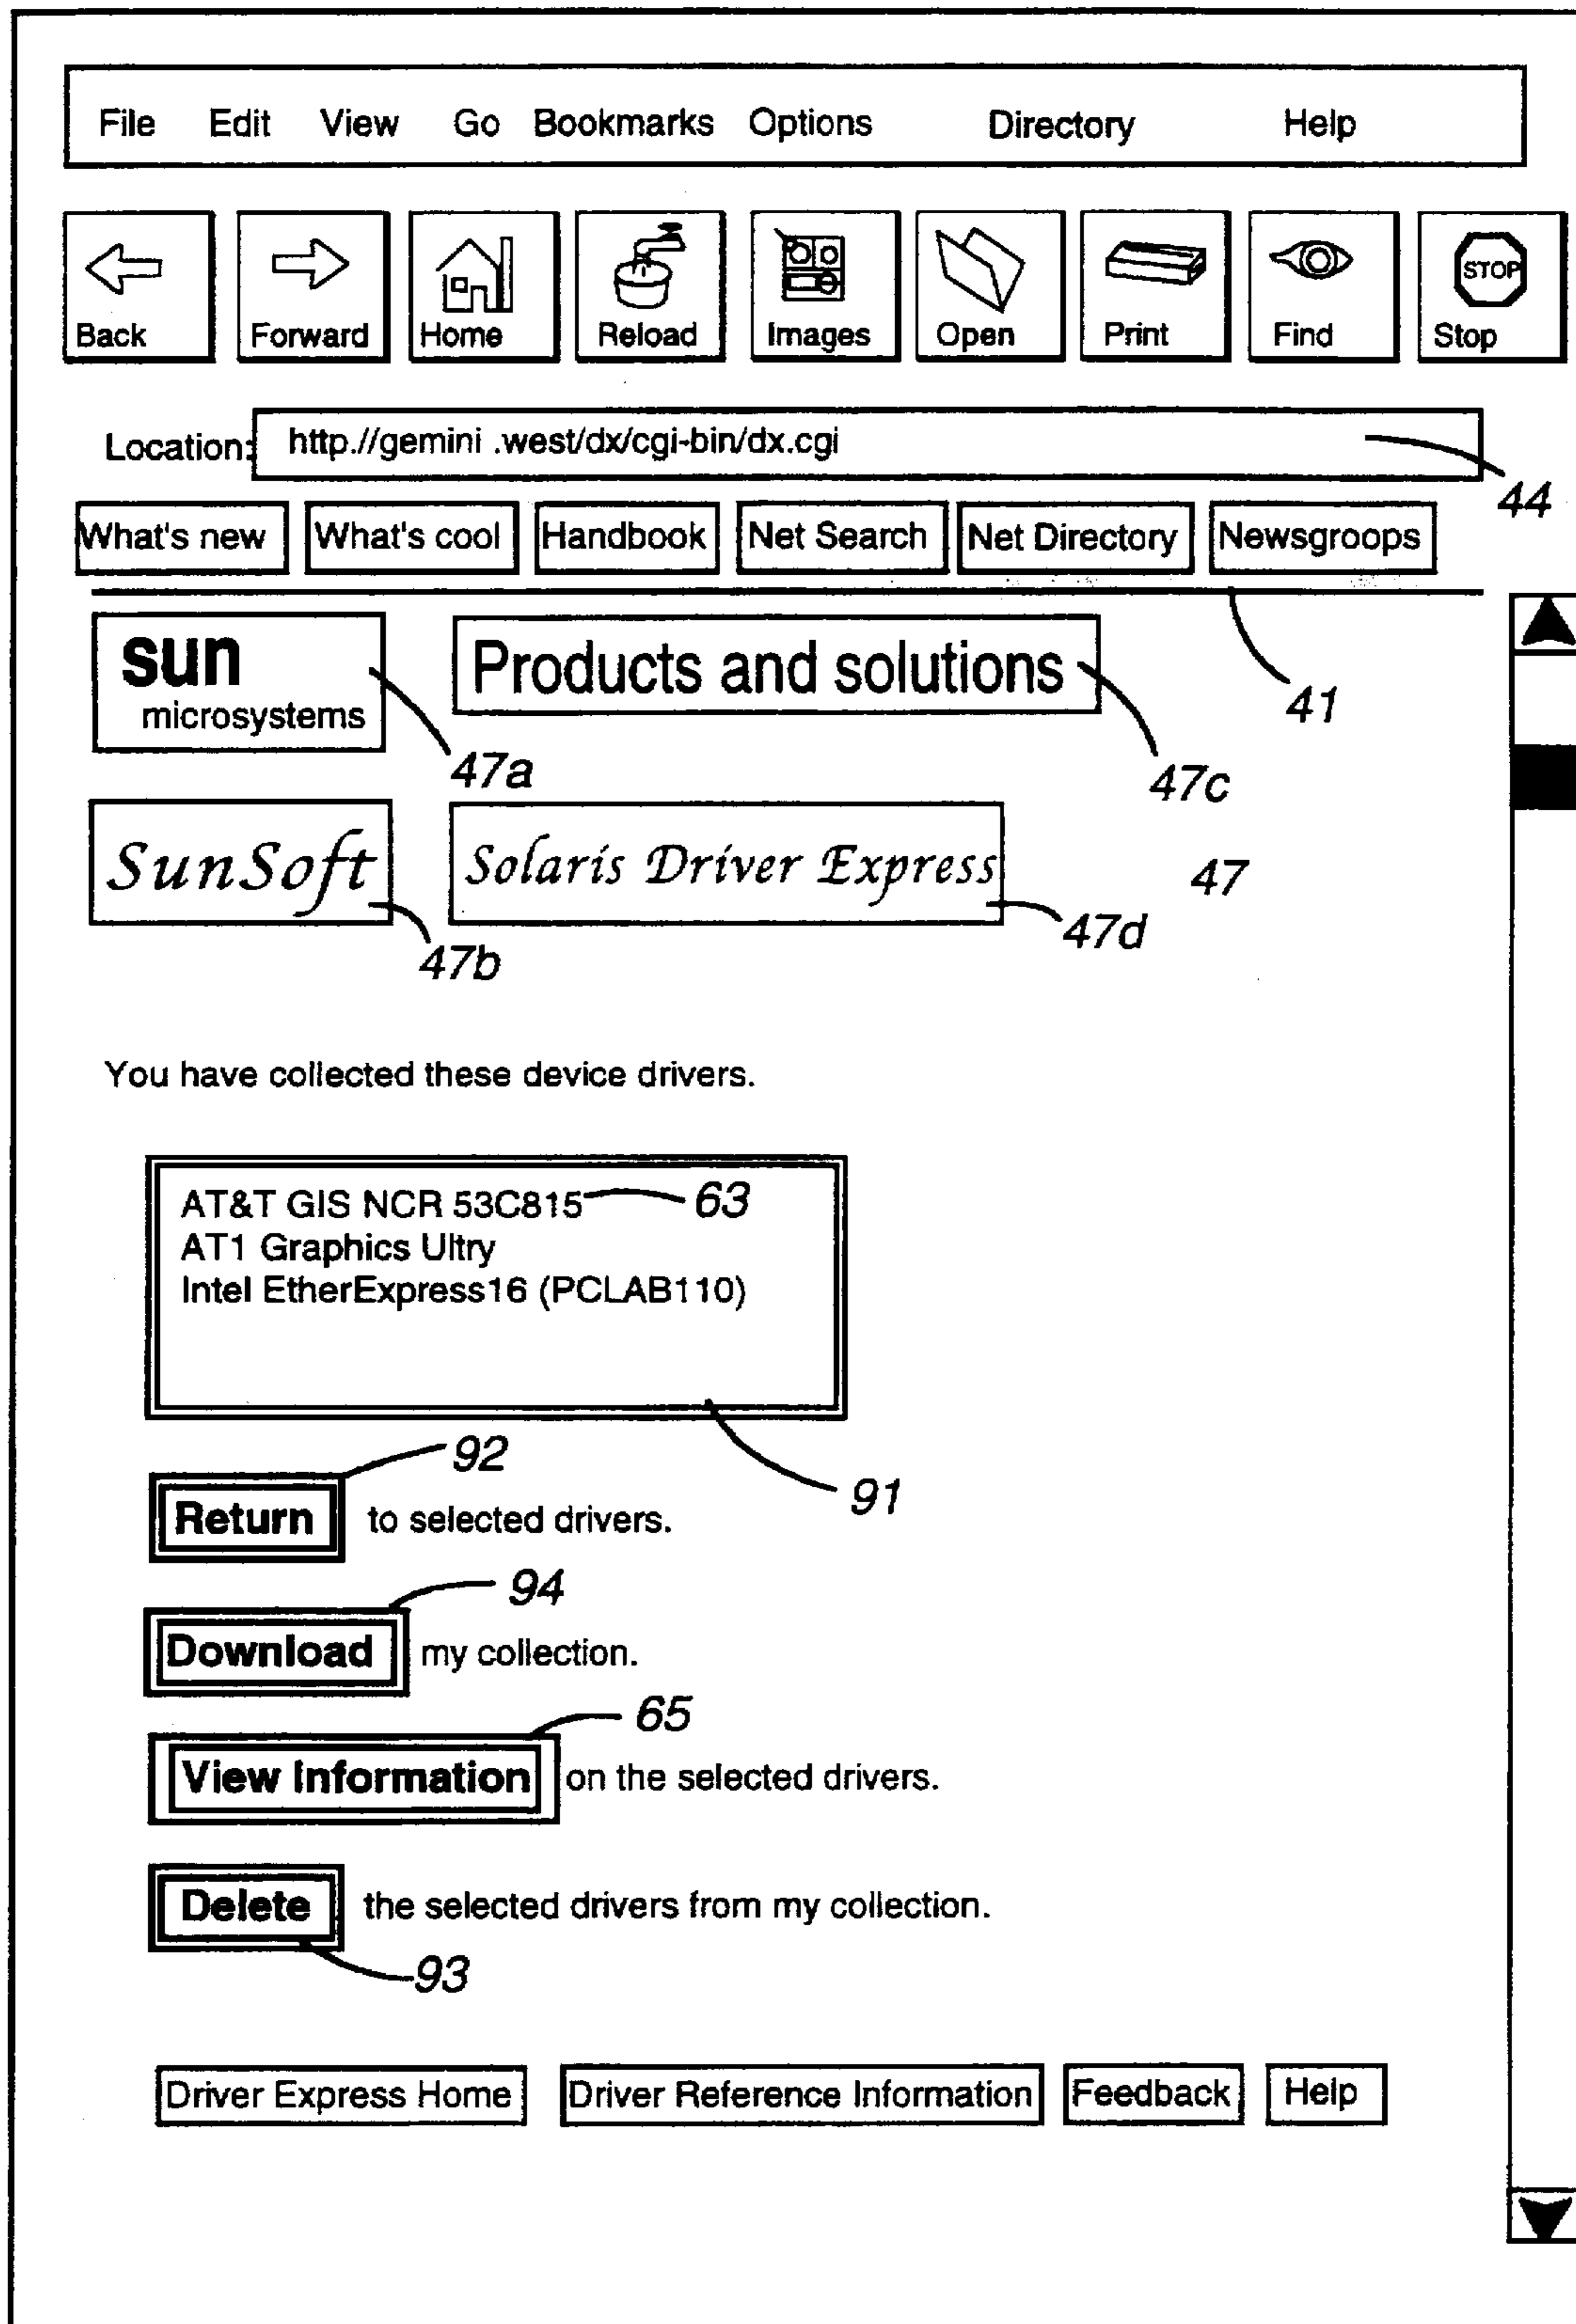 File Edit View Go Bookmarks Options Directory Help
Back Forward Home Reload Images Open Print Find STOP Stop
Location: http.//gemini .west/dx/cgi-bin/dx.cgi
44
What's new What's cool Handbook Net Search Net Directory Newsgroops
sun Products and solutions
microsystems
41
47a 47c
SunSoft Solaris Driver Express 47
47b 47d
You have collected these device drivers.
AT&T GIS NCR 53C815 63
AT1 Graphics Ultry
Intel EtherExpress16 (PCLAB110)
92
91
Return to selected drivers.
94
Download my collection.
65
View Information on the selected drivers.
Delete the selected drivers from my collection.
93
Driver Express Home Driver Reference Information Feedback Help